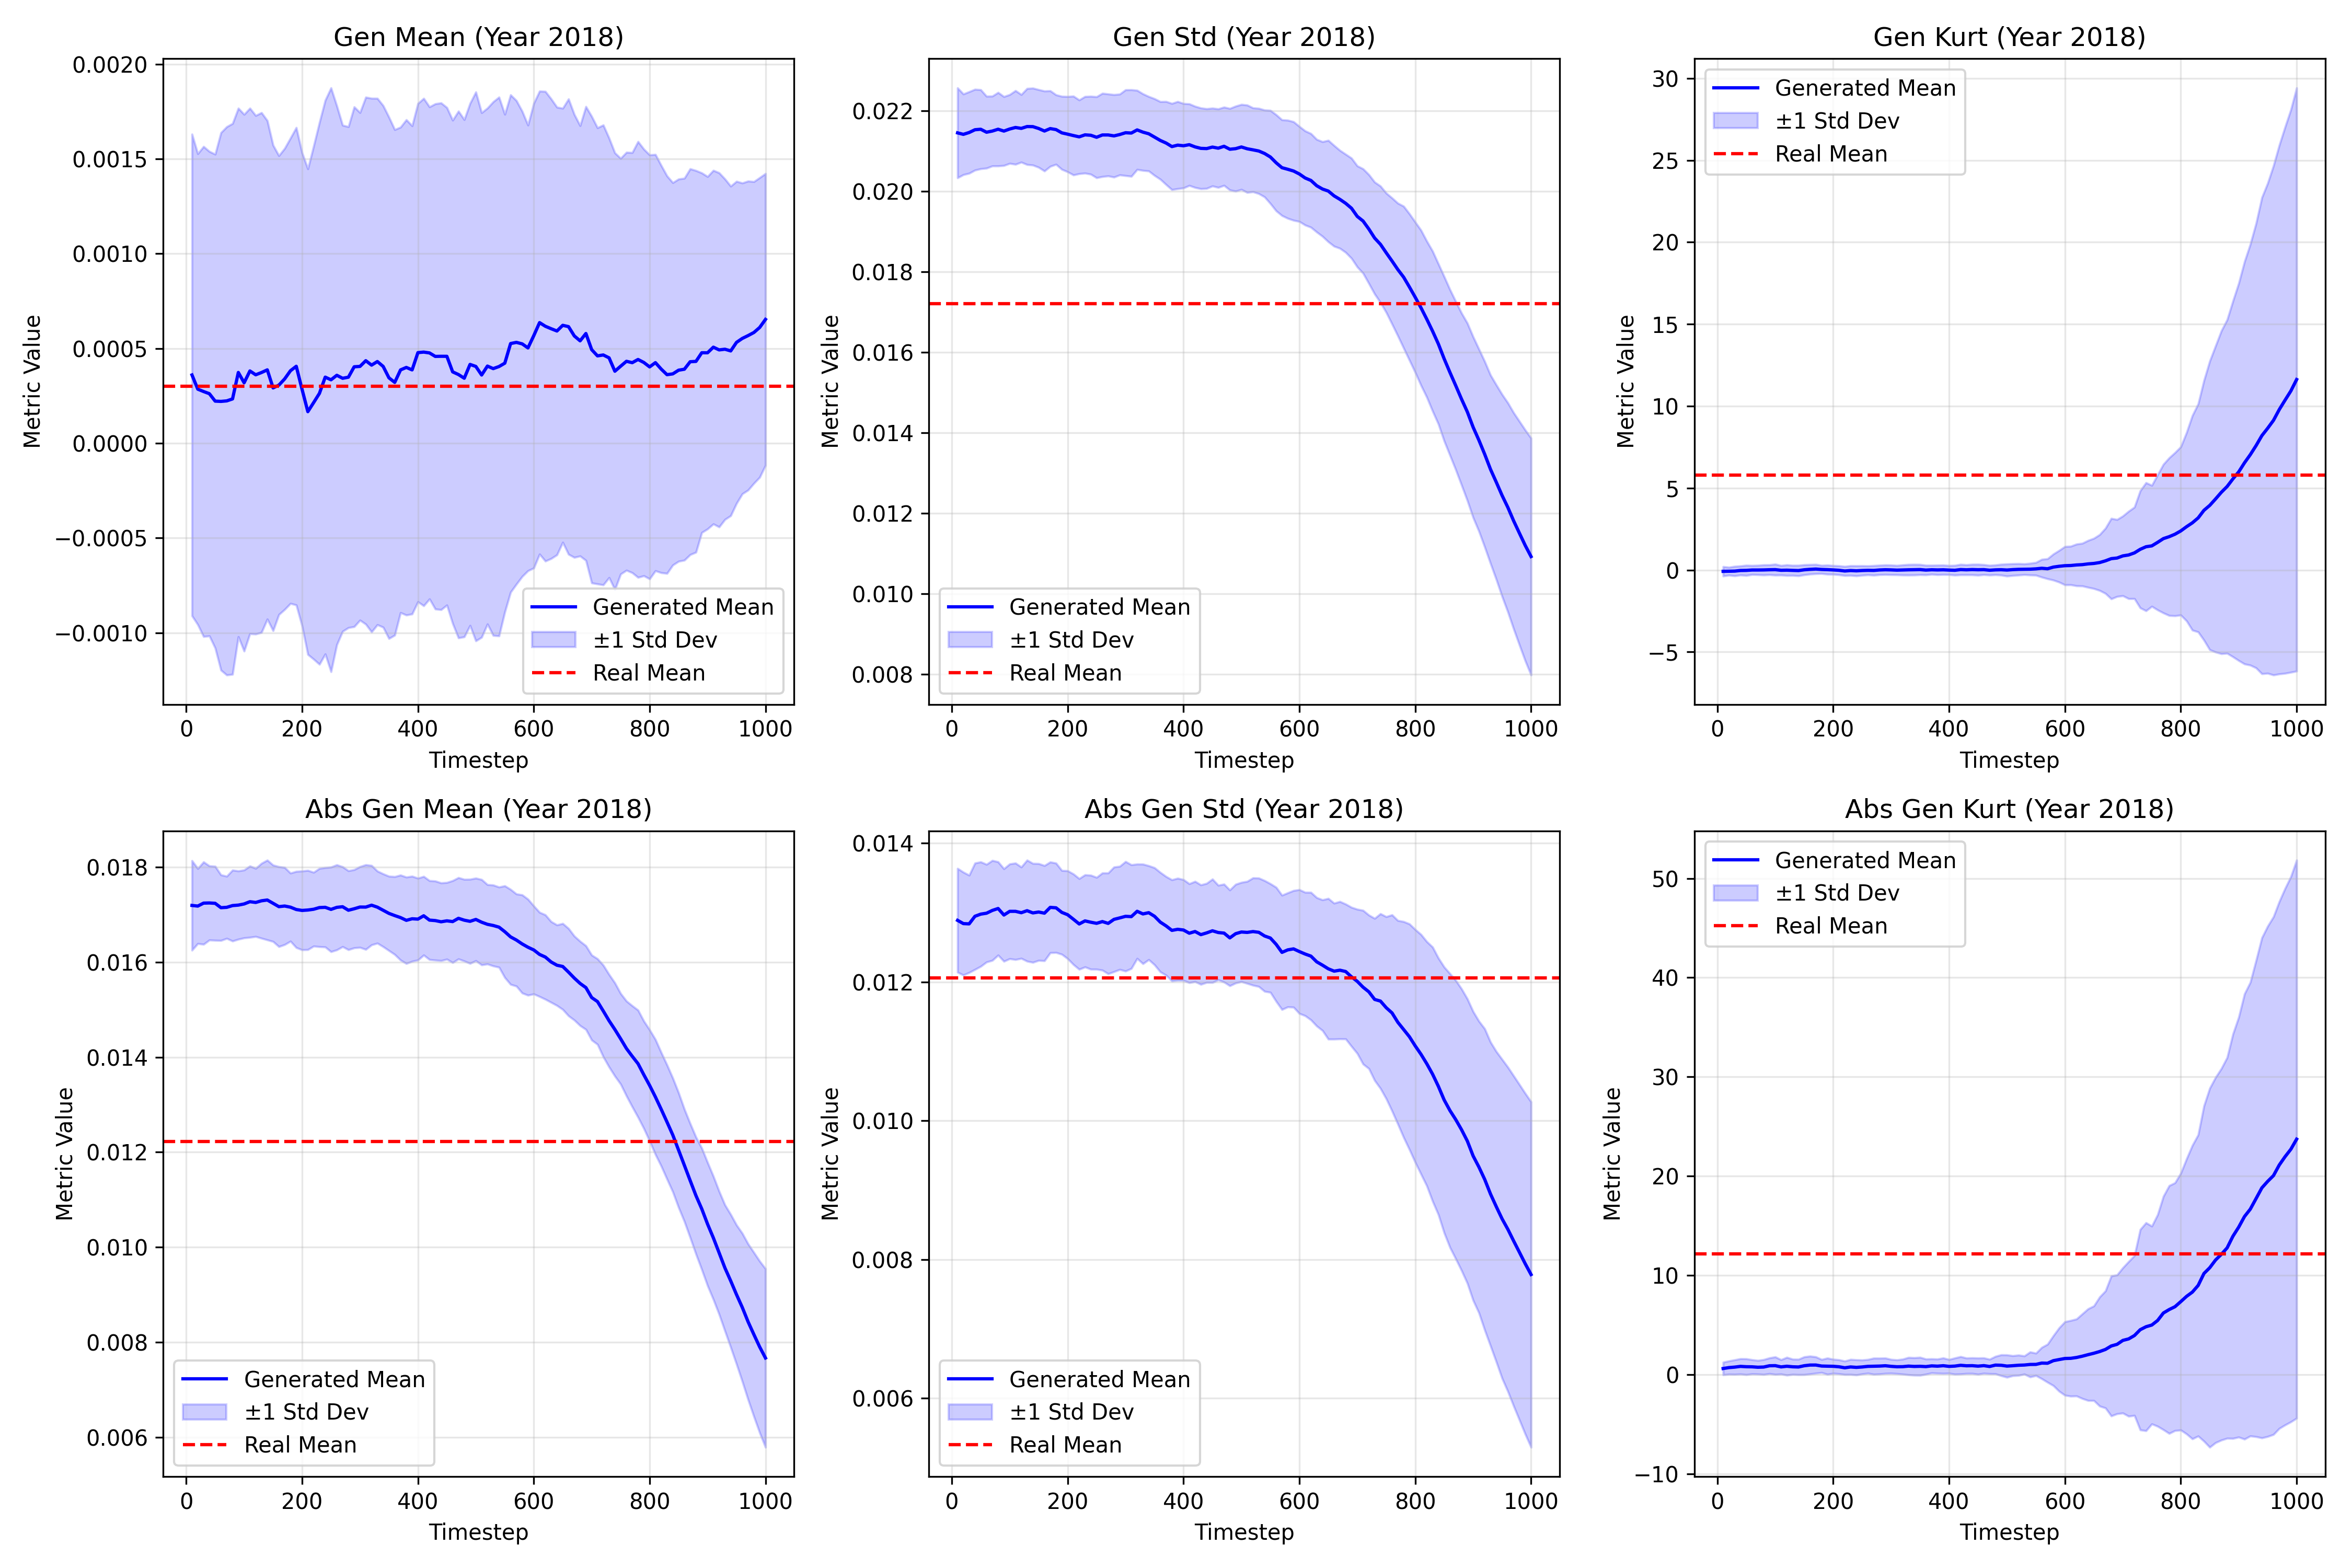 Gen Mean (Year 2018)
Metric Value
0.0020
0.0015
0.0010
0.0005
0.0000
−0.0005
−0.0010
Generated Mean
±1 Std Dev
Real Mean
0 200 400 600 800 1000
Timestep
Gen Std (Year 2018)
Metric Value
0.022
0.020
0.018
0.016
0.014
0.012
0.010
0.008
Generated Mean
±1 Std Dev
Real Mean
0 200 400 600 800 1000
Timestep
Gen Kurt (Year 2018)
Metric Value
30
25
20
15
10
5
0
−5
Generated Mean
±1 Std Dev
Real Mean
0 200 400 600 800 1000
Timestep
Abs Gen Mean (Year 2018)
Metric Value
0.018
0.016
0.014
0.012
0.010
0.008
0.006
Generated Mean
±1 Std Dev
Real Mean
0 200 400 600 800 1000
Timestep
Abs Gen Std (Year 2018)
Metric Value
0.014
0.012
0.010
0.008
0.006
Generated Mean
±1 Std Dev
Real Mean
0 200 400 600 800 1000
Timestep
Abs Gen Kurt (Year 2018)
Metric Value
50
40
30
20
10
0
−10
Generated Mean
±1 Std Dev
Real Mean
0 200 400 600 800 1000
Timestep